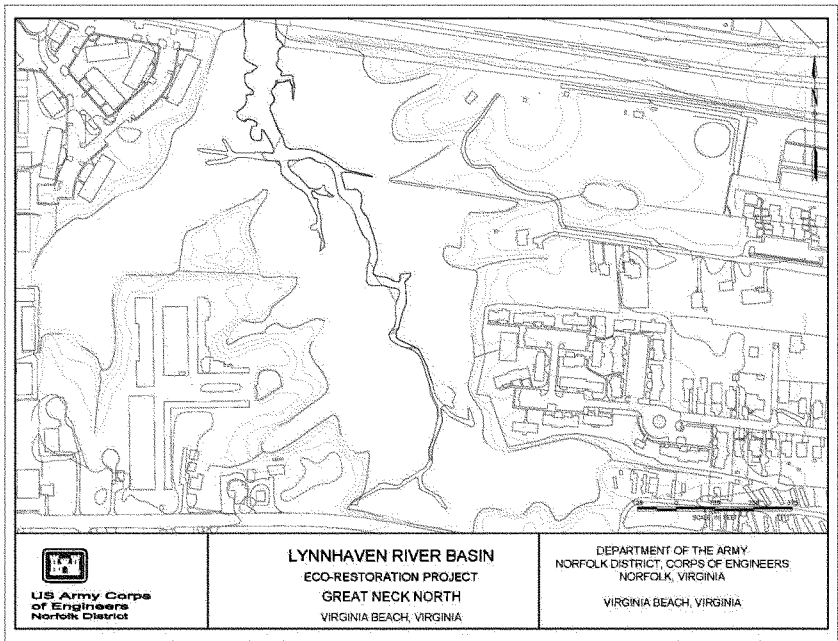 US Army Corps
of Engineers
Norfolk District
LYNNHAVEN RIVER BASIN
ECO-RESTORATION PROJECT
GREAT NECK NORTH
VIRGINIA BEACH, VIRGINIA
DEPARTMENT OF THE ARMY
NORFOLK DISTRICT, CORPS OF ENGINEERS
NORFOLK, VIRGINIA
VIRGINIA BEACH, VIRGINIA